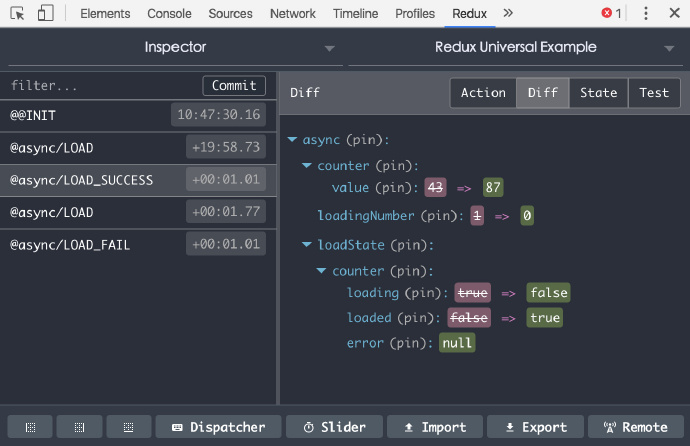 Elements Console Sources Network Timeline Profiles Redux » 1
Inspector
Redux Universal Example
filter... Commit
@@INIT 10:47:30.16
@async/LOAD +19:58.73
@async/LOAD_SUCCESS +00:01.01
@async/LOAD +00:01.77
@async/LOAD_FAIL +00:01.01
Diff Action Diff State Test
async (pin):
counter (pin):
value (pin): 43 => 87
loadingNumber (pin): 1 => 0
loadState (pin):
counter (pin):
loading (pin): true => false
loaded (pin): false => true
error (pin): null
Dispatcher Slider Import Export Remote